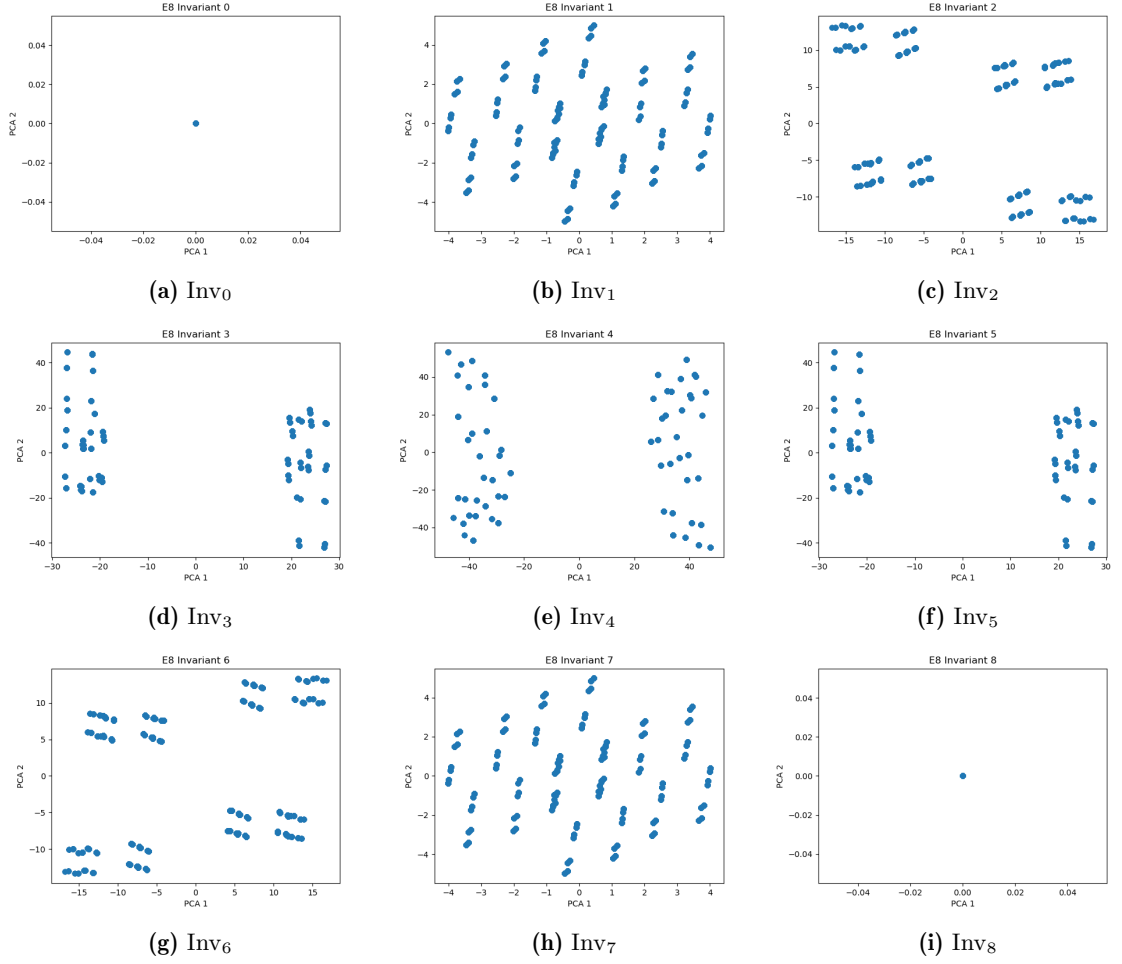 E8 Invariant 0
E8 Invariant 1
E8 Invariant 2
PCA 2
0.04
0.02
0.00
−0.02
−0.04
−0.04 −0.02 0.00 0.02 0.04
PCA 1
PCA 2
4
2
0
−2
−4
−4 −3 −2 −1 0 1 2 3 4
PCA 1
PCA 2
10
5
0
−5
−10
−15 −10 −5 0 5 10 15
PCA 1
(a) Inv0
(b) Inv1
(c) Inv2
E8 Invariant 3
E8 Invariant 4
E8 Invariant 5
PCA 2
40
20
0
−20
−40
−30 −20 −10 0 10 20 30
PCA 1
PCA 2
40
20
0
−20
−40
−40 −20 0 20 40
PCA 1
PCA 2
40
20
0
−20
−40
−30 −20 −10 0 10 20 30
PCA 1
(d) Inv3
(e) Inv4
(f) Inv5
E8 Invariant 6
E8 Invariant 7
E8 Invariant 8
PCA 2
10
5
0
−5
−10
−15 −10 −5 0 5 10 15
PCA 1
PCA 2
4
2
0
−2
−4
−4 −3 −2 −1 0 1 2 3 4
PCA 1
PCA 2
0.04
0.02
0.00
−0.02
−0.04
−0.04 −0.02 0.00 0.02 0.04
PCA 1
(g) Inv6
(h) Inv7
(i) Inv8